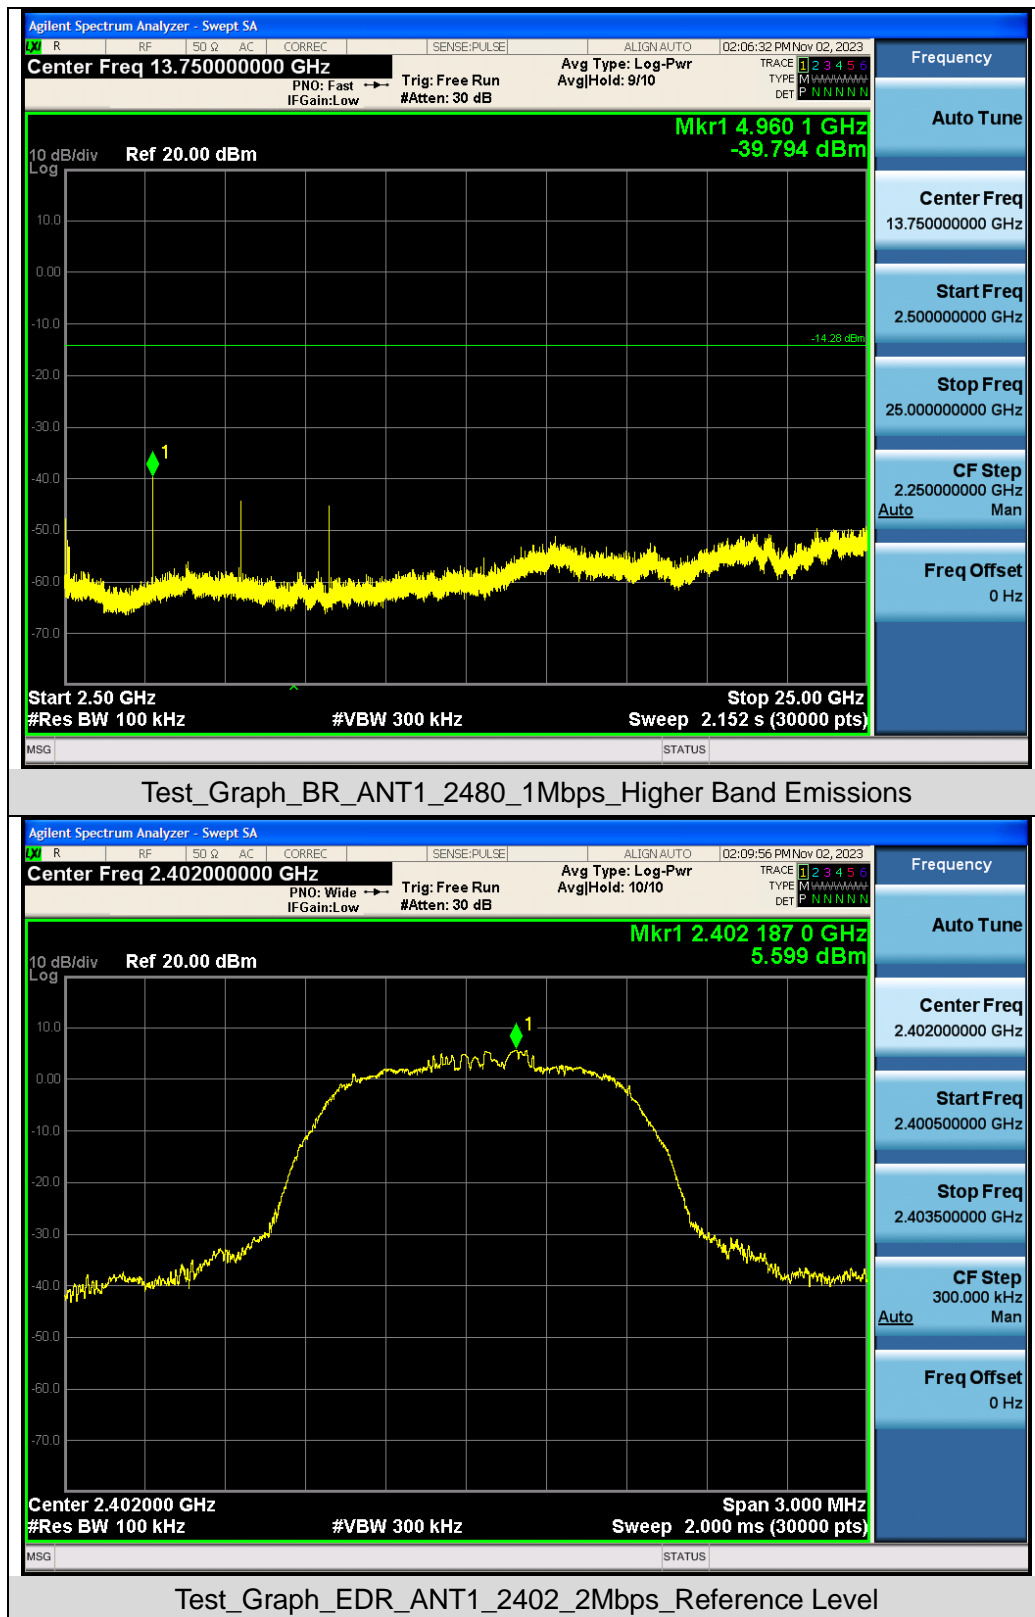 Agilent Spectrum Analyzer - Swept SA
LXI R RF 50 Ω AC CORREC SENSE:PULSE ALIGN AUTO 02:06:32 PM Nov 02, 2023
Center Freq 13.750000000 GHz
PNO: Fast
IFGain:Low
Trig: Free Run
#Atten: 30 dB
Avg Type: Log-Pwr
Avg|Hold: 9/10
TRACE 1 2 3 4 5 6
TYPE M
DET P N N N N N
Mkr1 4.960 1 GHz
-39.794 dBm
10 dB/div
Log
Ref 20.00 dBm
10.0
0.00
-10.0
-14.28 dBm
-20.0
-30.0
1
-40.0
-50.0
-60.0
-70.0
Start 2.50 GHz
Stop 25.00 GHz
#Res BW 100 kHz
#VBW 300 kHz
Sweep 2.152 s (30000 pts)
MSG
STATUS
Frequency
Auto Tune
Center Freq
13.750000000 GHz
Start Freq
2.500000000 GHz
Stop Freq
25.000000000 GHz
CF Step
2.250000000 GHz
Auto Man
Freq Offset
0 Hz
Test_Graph_BR_ANT1_2480_1Mbps_Higher Band Emissions
Agilent Spectrum Analyzer - Swept SA
LXI R RF 50 Ω AC CORREC SENSE:PULSE ALIGN AUTO 02:09:56 PM Nov 02, 2023
Center Freq 2.402000000 GHz
PNO: Wide
IFGain:Low
Trig: Free Run
#Atten: 30 dB
Avg Type: Log-Pwr
Avg|Hold: 10/10
TRACE 1 2 3 4 5 6
TYPE M
DET P N N N N N
Mkr1 2.402 187 0 GHz
5.599 dBm
10 dB/div
Log
Ref 20.00 dBm
10.0
1
0.00
-10.0
-20.0
-30.0
-40.0
-50.0
-60.0
-70.0
Center 2.402000 GHz
Span 3.000 MHz
#Res BW 100 kHz
#VBW 300 kHz
Sweep 2.000 ms (30000 pts)
MSG
STATUS
Frequency
Auto Tune
Center Freq
2.402000000 GHz
Start Freq
2.400500000 GHz
Stop Freq
2.403500000 GHz
CF Step
300.000 kHz
Auto Man
Freq Offset
0 Hz
Test_Graph_EDR_ANT1_2402_2Mbps_Reference Level